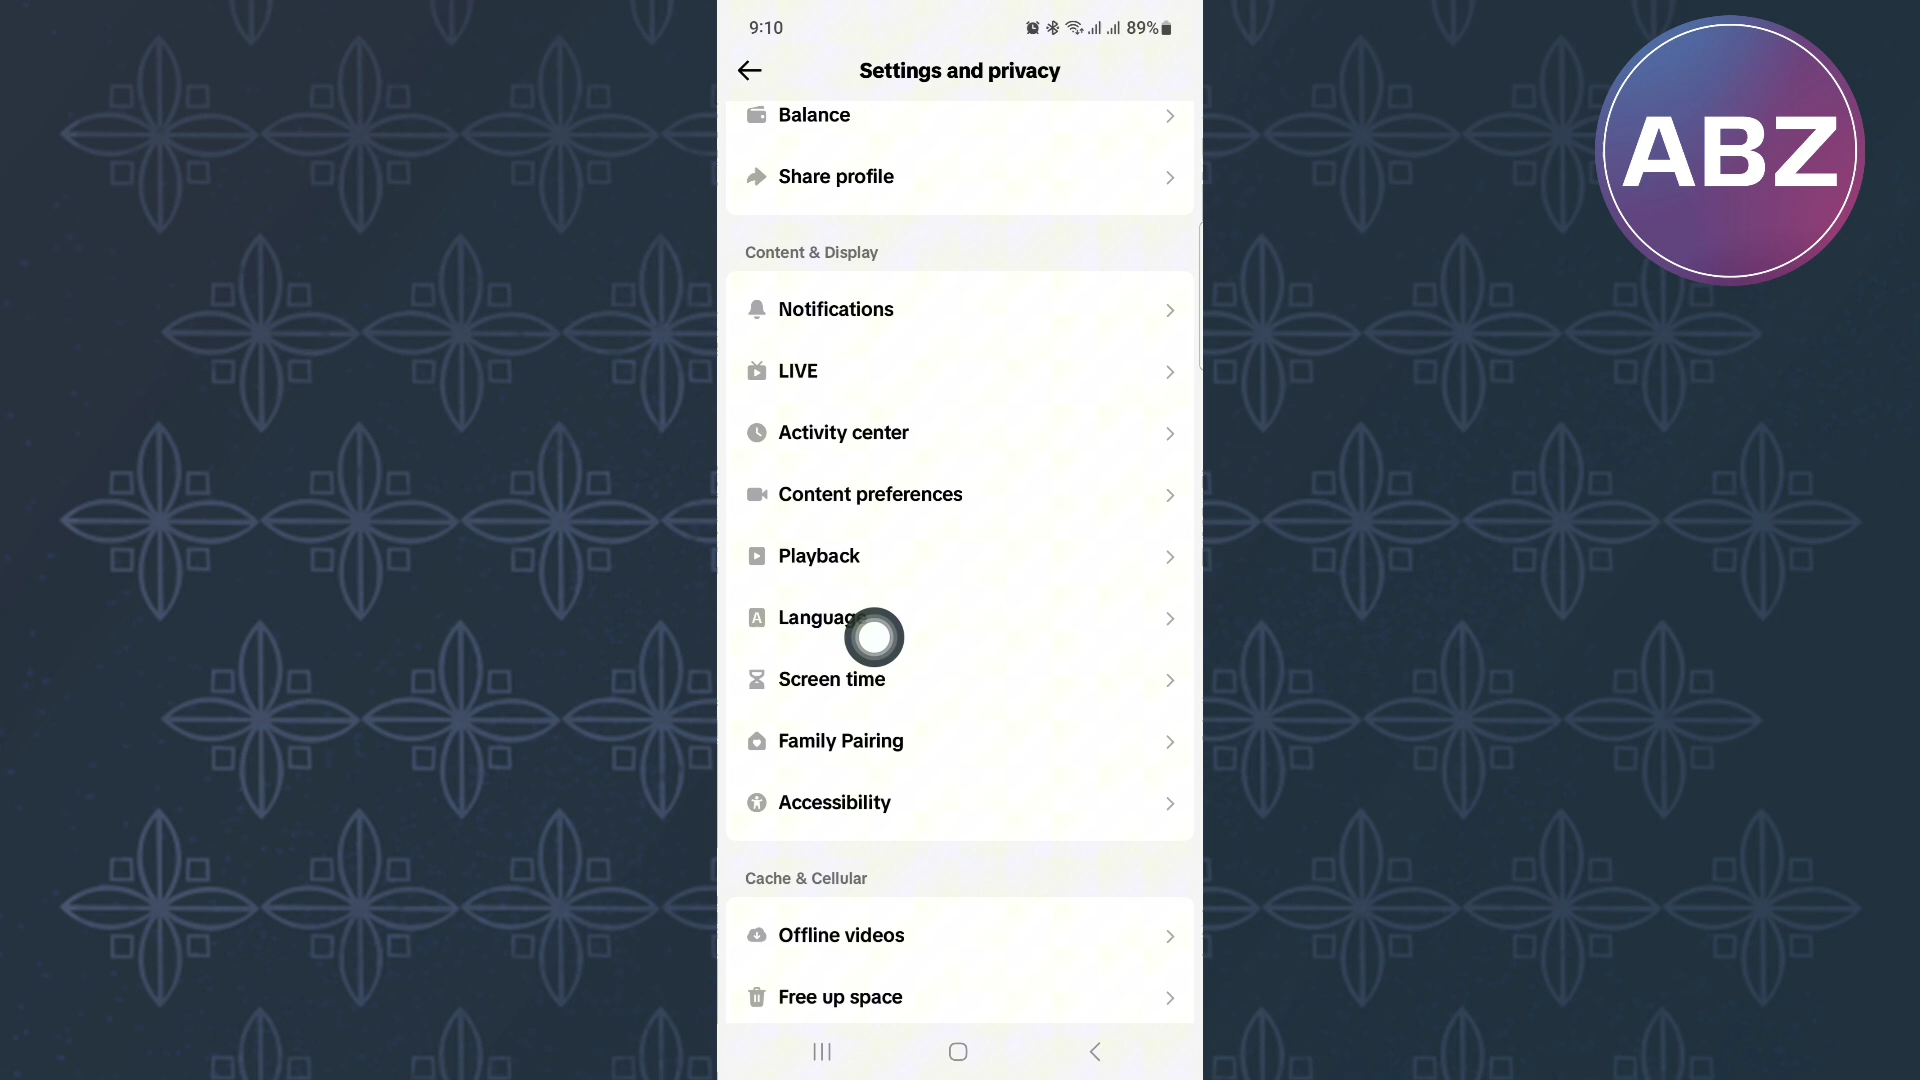 9:10
89%
Settings and privacy
Balance
Share profile
Content & Display
Notifications
LIVE
Activity center
Content preferences
Playback
Language
Screen time
Family Pairing
Accessibility
Cache & Cellular
Offline videos
Free up space
ABZ